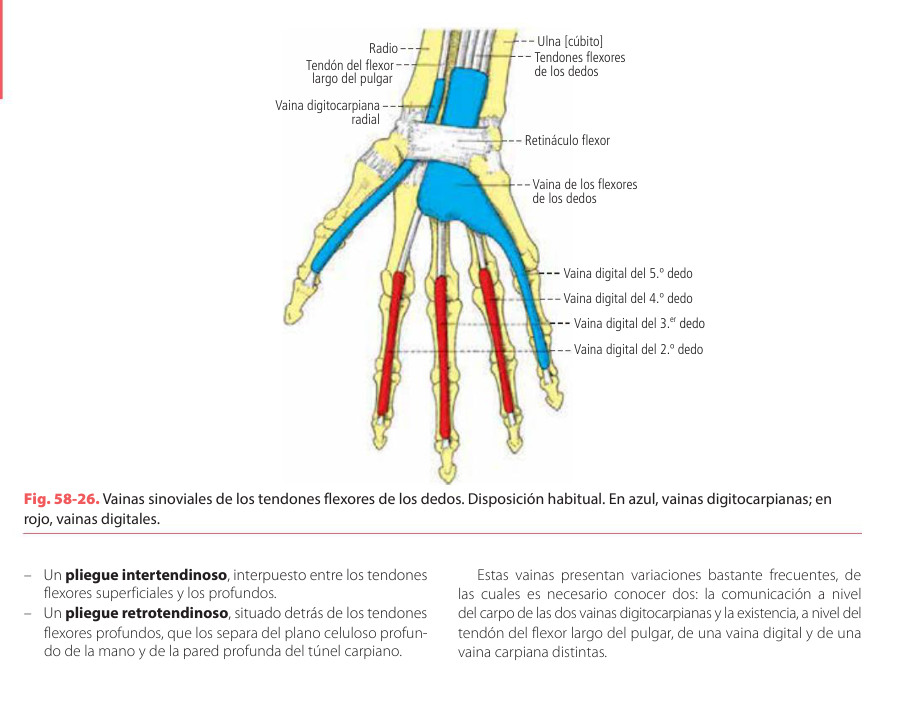 Radio
Tendón del flexor
largo del pulgar
Vaina digitocarpiana
radial
Ulna [cúbito]
Tendones flexores
de los dedos
Retináculo flexor
Vaina de los flexores
de los dedos
Vaina digital del 5.º dedo
Vaina digital del 4.º dedo
Vaina digital del 3.er dedo
Vaina digital del 2.º dedo
Fig. 58-26. Vainas sinoviales de los tendones flexores de los dedos. Disposición habitual. En azul, vainas digitocarpianas; en
rojo, vainas digitales.
– Un pliegue intertendinoso, interpuesto entre los tendones
flexores superficiales y los profundos.
– Un pliegue retrotendinoso, situado detrás de los tendones
flexores profundos, que los separa del plano celuloso profun-
do de la mano y de la pared profunda del túnel carpiano.
Estas vainas presentan variaciones bastante frecuentes, de
las cuales es necesario conocer dos: la comunicación a nivel
del carpo de las dos vainas digitocarpianas y la existencia, a nivel del
tendón del flexor largo del pulgar, de una vaina digital y de una
vaina carpiana distintas.